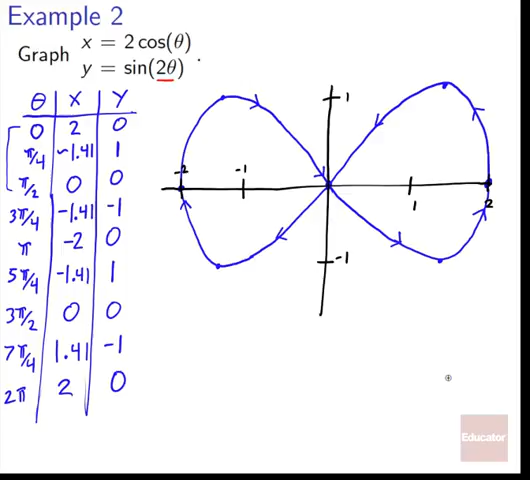 Example 2
Graph x = 2 cos(θ)
y = sin(2θ) .
θ X Y
0 2 0
π/4 ~1.41 1
π/2 0 0
3π/4 -1.41 -1
π -2 0
5π/4 -1.41 1
3π/2 0 0
7π/4 1.41 -1
2π 2 0
1
-2 -1 1 2
-1
Educator